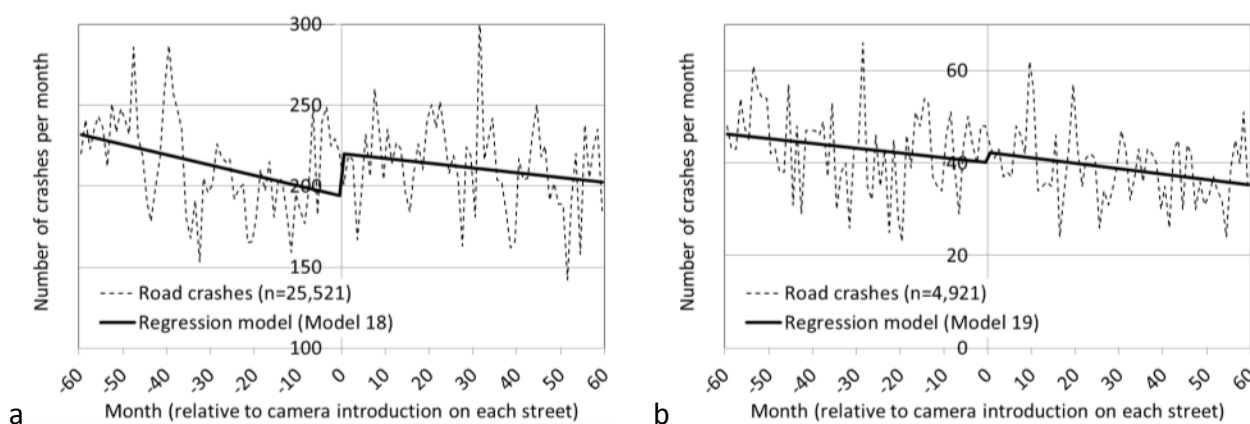 300
250
200
150
100
Number of crashes per month
Road crashes (n=25,521)
Regression model (Model 18)
-60 -50 -40 -30 -20 -10 0 10 20 30 40 50 60
a Month (relative to camera introduction on each street)
60
40
20
0
Number of crashes per month
Road crashes (n=4,921)
Regression model (Model 19)
-60 -50 -40 -30 -20 -10 0 10 20 30 40 50 60
b Month (relative to camera introduction on each street)